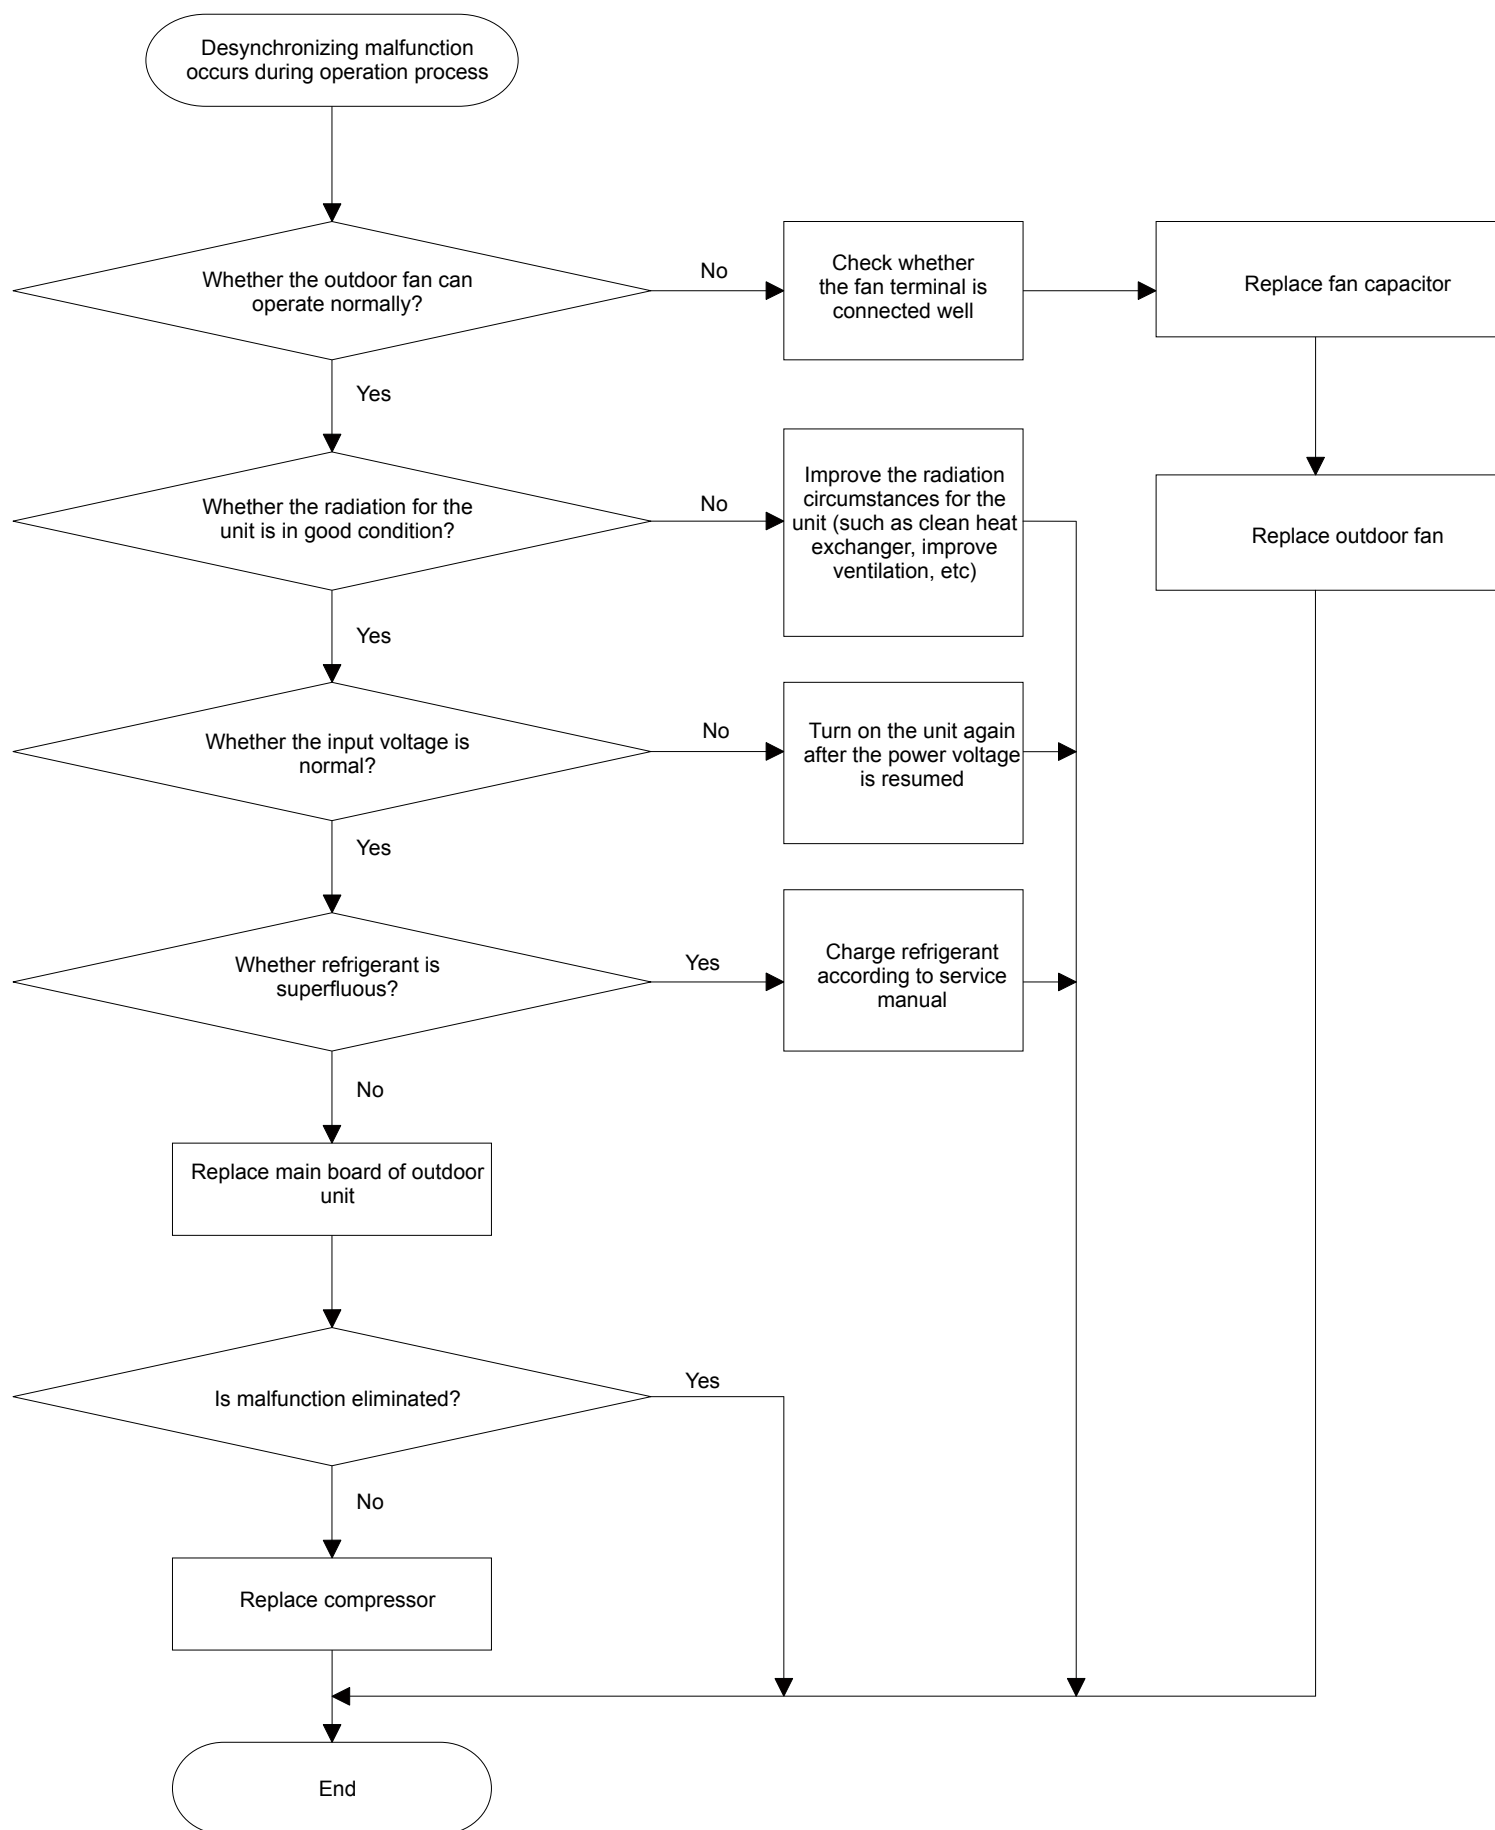 Desynchronizing malfunction
occurs during operation process
Whether the outdoor fan can
operate normally?
No
Check whether
the fan terminal is
connected well
Replace fan capacitor
Yes
Whether the radiation for the
unit is in good condition?
No
Improve the radiation
circumstances for the
unit (such as clean heat
exchanger, improve
ventilation, etc)
Replace outdoor fan
Yes
Whether the input voltage is
normal?
No
Turn on the unit again
after the power voltage
is resumed
Yes
Whether refrigerant is
superfluous?
Yes
Charge refrigerant
according to service
manual
No
Replace main board of outdoor
unit
Is malfunction eliminated?
Yes
No
Replace compressor
End